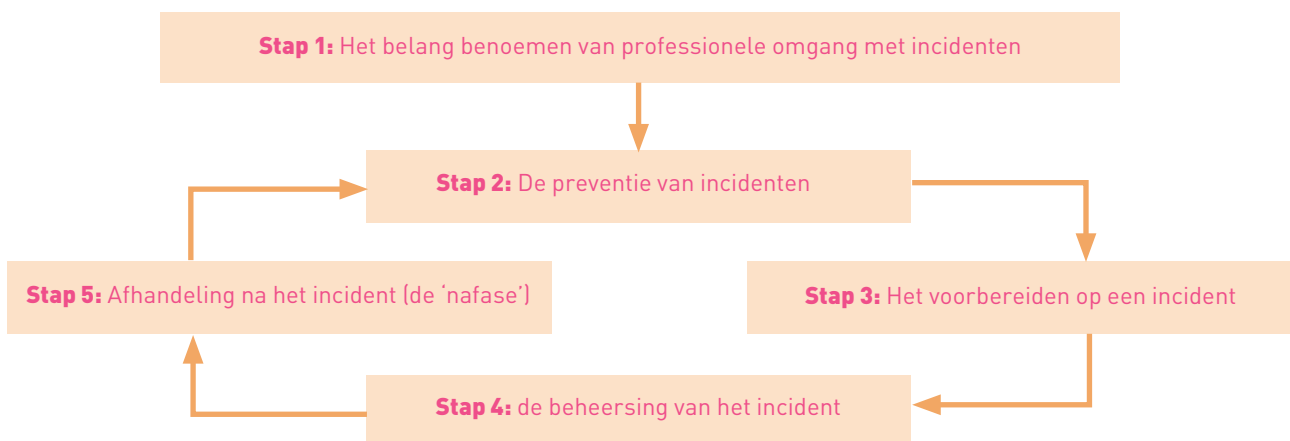 Stap 1: Het belang benoemen van professionele omgang met incidenten
Stap 2: De preventie van incidenten
Stap 5: Afhandeling na het incident (de ‘nafase’)
Stap 3: Het voorbereiden op een incident
Stap 4: de beheersing van het incident